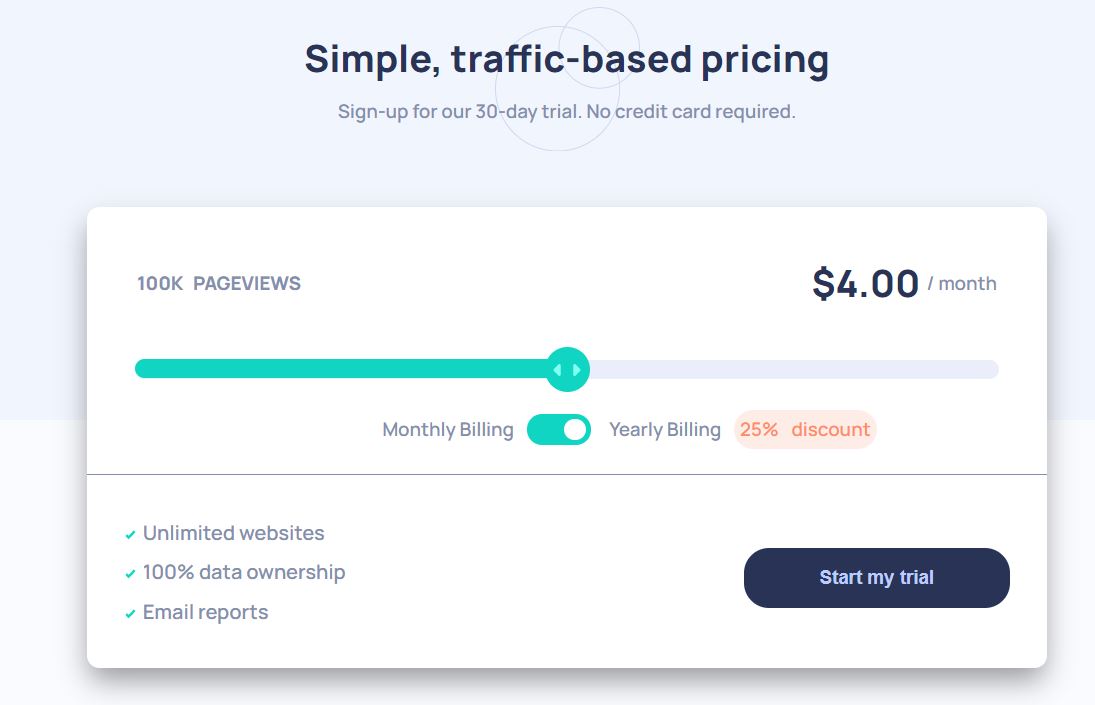 Simple, traffic-based pricing
Sign-up for our 30-day trial. No credit card required.
100K PAGEVIEWS
$4.00 / month
Monthly Billing Yearly Billing 25% discount
Unlimited websites
100% data ownership
Email reports
Start my trial